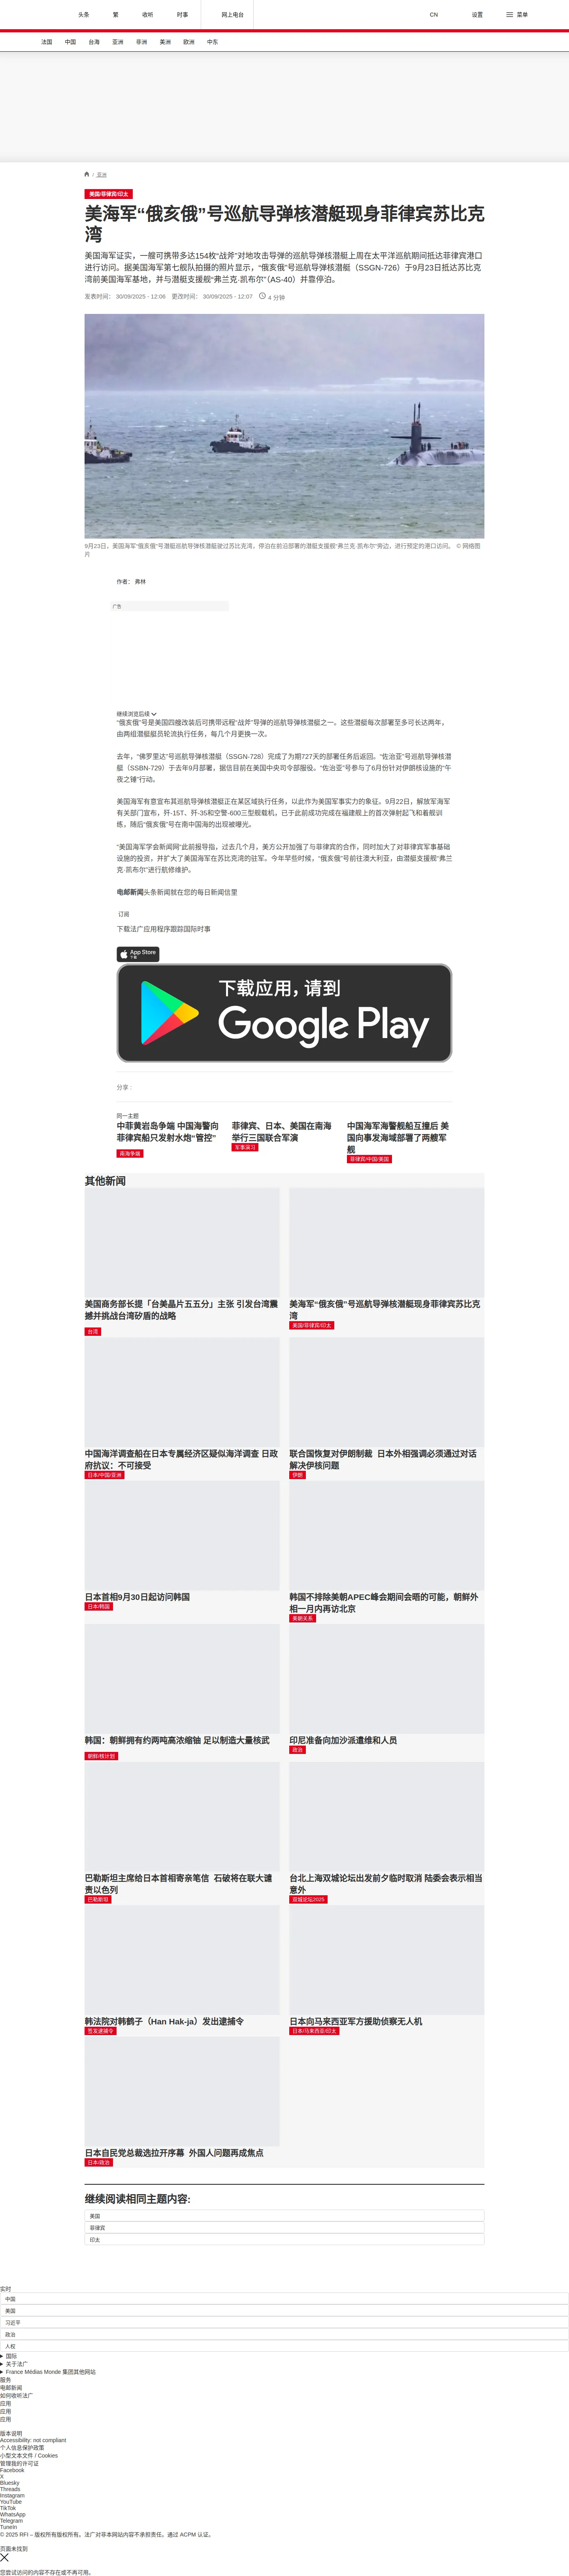 头条
繁
收听
时事
网上电台
CN
设置
菜单
法国
中国
台海
亚洲
非洲
美洲
欧洲
中东
/ 亚洲
美国/菲律宾/印太
美海军“俄亥俄”号巡航导弹核潜艇现身菲律宾苏比克
湾
美国海军证实，一艘可携带多达154枚“战斧”对地攻击导弹的巡航导弹核潜艇上周在太平洋巡航期间抵达菲律宾港口
进行访问。据美国海军第七舰队拍摄的照片显示，“俄亥俄”号巡航导弹核潜艇（SSGN-726）于9月23日抵达苏比克
湾前美国海军基地，并与潜艇支援舰“弗兰克·凯布尔”（AS-40）并靠停泊。
发表时间： 30/09/2025 - 12:06 更改时间： 30/09/2025 - 12:07 4 分钟
9月23日，美国海军“俄亥俄”号潜艇巡航导弹核潜艇驶过苏比克湾，停泊在前沿部署的潜艇支援舰“弗兰克·凯布尔”旁边，进行预定的港口访问。 © 网络图
片
作者： 弗林
广告
继续浏览后续
“俄亥俄”号是美国四艘改装后可携带远程“战斧”导弹的巡航导弹核潜艇之一。这些潜艇每次部署至多可长达两年，
由两组潜艇艇员轮流执行任务，每几个月更换一次。
去年，“佛罗里达”号巡航导弹核潜艇（SSGN-728）完成了为期727天的部署任务后返回。“佐治亚”号巡航导弹核潜
艇（SSBN-729）于去年9月部署，据信目前在美国中央司令部服役。“佐治亚”号参与了6月份针对伊朗核设施的“午
夜之锤”行动。
美国海军有意宣布其巡航导弹核潜艇正在某区域执行任务，以此作为美国军事实力的象征。9月22日，解放军海军
有关部门宣布，歼-15T、歼-35和空警-600三型舰载机，已于此前成功完成在福建舰上的首次弹射起飞和着舰训
练，随后“俄亥俄”号在南中国海的出现被曝光。
“美国海军学会新闻网”此前报导指，过去几个月，美方公开加强了与菲律宾的合作，同时加大了对菲律宾军事基础
设施的投资，并扩大了美国海军在苏比克湾的驻军。今年早些时候，“俄亥俄”号前往澳大利亚，由潜艇支援舰“弗兰
克·凯布尔”进行航修维护。
电邮新闻头条新闻就在您的每日新闻信里
订阅
下载法广应用程序跟踪国际时事
App Store
下载
下载应用，请到
Google Play
分享 :
同一主题
中菲黄岩岛争端 中国海警向
菲律宾船只发射水炮“管控”
南海争端
菲律宾、日本、美国在南海
举行三国联合军演
军事演习
中国海军海警舰船互撞后 美
国向事发海域部署了两艘军
舰
菲律宾/中国/美国
其他新闻
美国商务部长提「台美晶片五五分」主张 引发台湾震
撼并挑战台湾矽盾的战略
台湾
美海军“俄亥俄”号巡航导弹核潜艇现身菲律宾苏比克
湾
美国/菲律宾/印太
中国海洋调查船在日本专属经济区疑似海洋调查 日政
府抗议：不可接受
日本/中国/亚洲
联合国恢复对伊朗制裁 日本外相强调必须通过对话
解决伊核问题
伊朗
日本首相9月30日起访问韩国
日本/韩国
韩国不排除美朝APEC峰会期间会晤的可能，朝鲜外
相一月内再访北京
美朝关系
韩国：朝鲜拥有约两吨高浓缩铀 足以制造大量核武
朝鲜/核计划
印尼准备向加沙派遣维和人员
政治
巴勒斯坦主席给日本首相寄亲笔信 石破将在联大谴
责以色列
巴勒斯坦
台北上海双城论坛出发前夕临时取消 陆委会表示相当
意外
双城论坛2025
韩法院对韩鹤子（Han Hak-ja）发出逮捕令
签发逮捕令
日本向马来西亚军方援助侦察无人机
日本/马来西亚/印太
日本自民党总裁选拉开序幕 外国人问题再成焦点
日本/政治
继续阅读相同主题内容:
美国
菲律宾
印太
实时
中国
美国
习近平
政治
人权
国际
关于法广
France Médias Monde 集团其他网站
服务
电邮新闻
如何收听法广
应用
应用
应用
版本说明
Accessibility: not compliant
个人信息保护政策
小型文本文件 / Cookies
管理我的许可证
Facebook
X
Bluesky
Threads
Instagram
YouTube
TikTok
WhatsApp
Telegram
TuneIn
© 2025 RFI – 版权所有版权所有。法广对非本网站内容不承担责任。通过 ACPM 认证。
页面未找到
您尝试访问的内容不存在或不再可用。